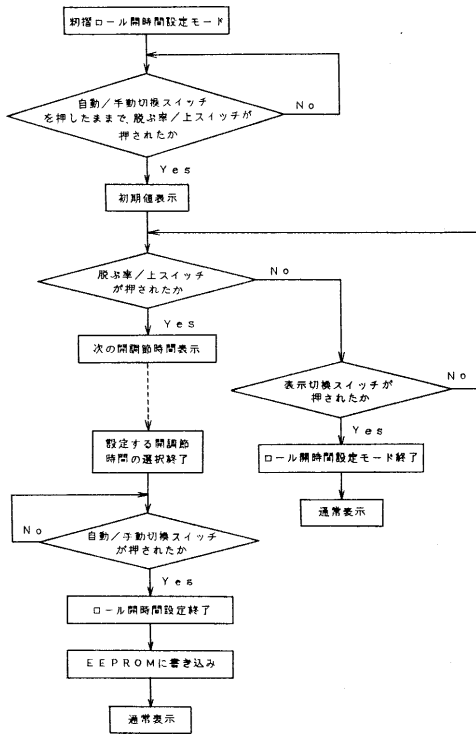 籾摺ロール開時間設定モード
自動／手動切換スイッチ
を押したままで、脱ぷ率／上スイッチが
押されたか
No
Yes
初期値表示
脱ぷ率／上スイッチ
が押されたか
No
Yes
次の開調節時間表示
表示切換スイッチが
押されたか
No
Yes
設定する開調節
時間の選択終了
ロール開時間設定モード終了
通常表示
自動／手動切換スイッチ
が押されたか
No
Yes
ロール開時間設定終了
EEPROMに書き込み
通常表示